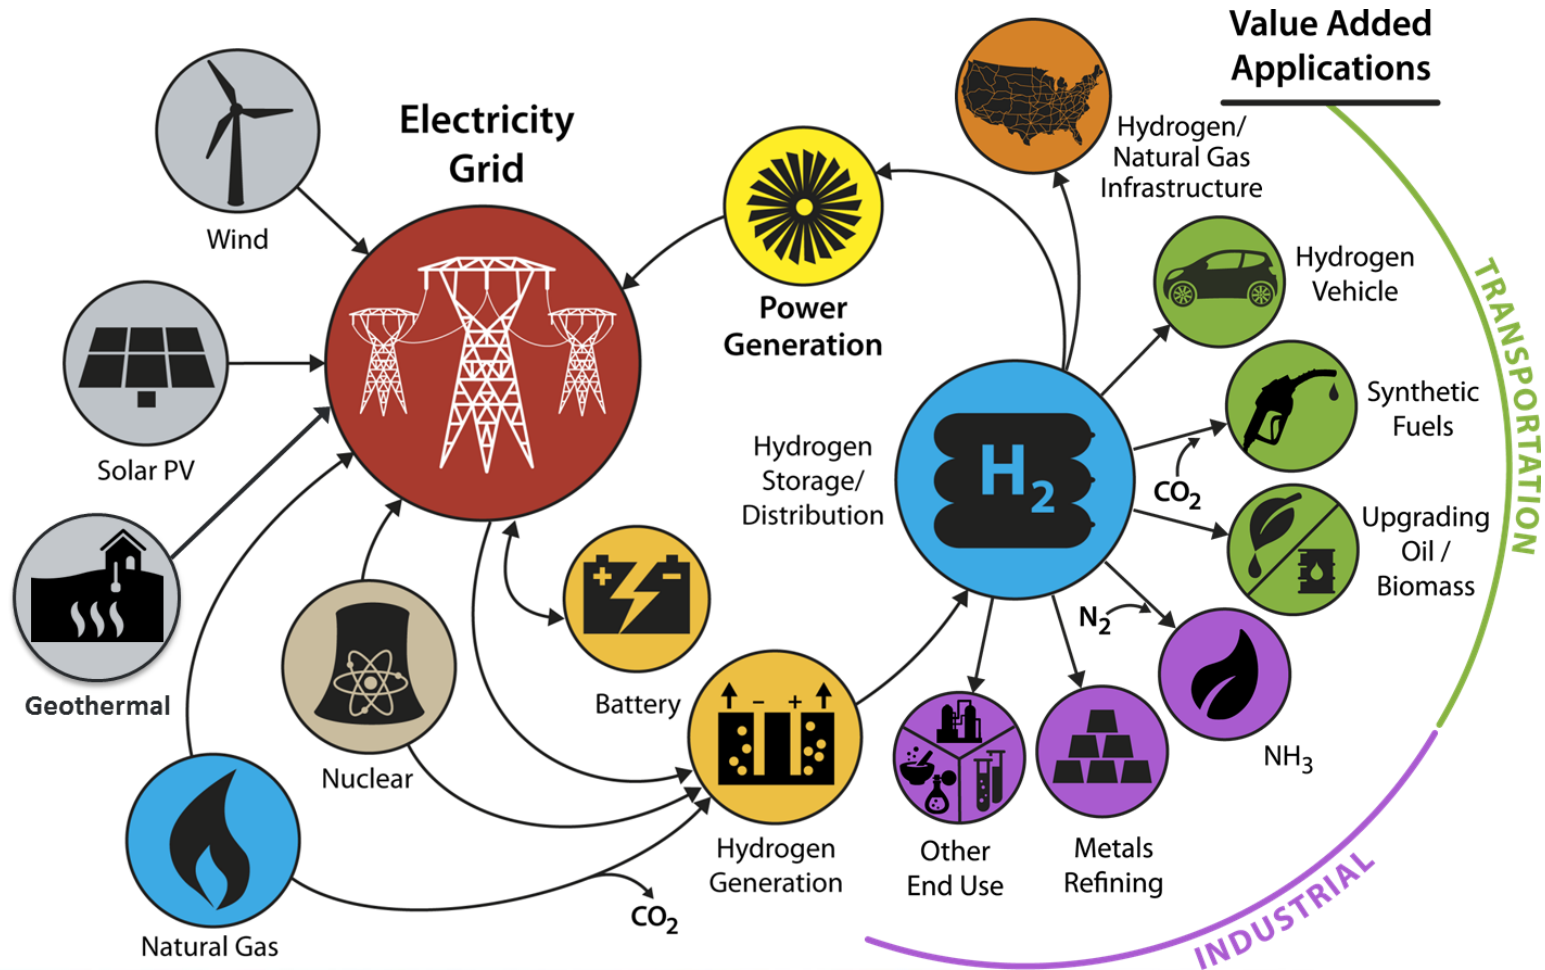 Value Added
Applications
Electricity
Grid
Wind
Solar PV
Geothermal
Natural Gas
Nuclear
Battery
+
−
Power
Generation
Hydrogen/
Natural Gas
Infrastructure
Hydrogen
Vehicle
Synthetic
Fuels
CO₂
Upgrading
Oil /
Biomass
Hydrogen
Storage/
Distribution
H₂
N₂
NH₃
− +
Hydrogen
Generation
CO₂
Other
End Use
Metals
Refining
TRANSPORTATION
INDUSTRIAL